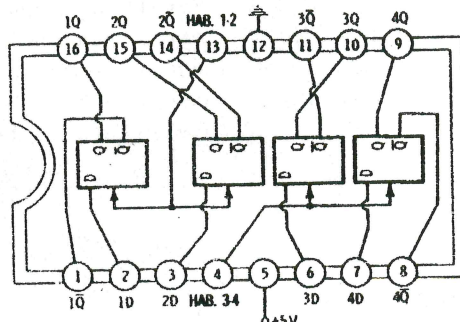 1Q 2Q 2Q̅ HAB. 1-2 3Q̅ 3Q 4Q
16 15 14 13 12 11 10 9
Q Q̅ Q Q̅ Q Q̅ Q Q̅
D D D D
1 2 3 4 5 6 7 8
1Q̅ 1D 2D HAB. 3-4 3D 4D 4Q̅
+5V